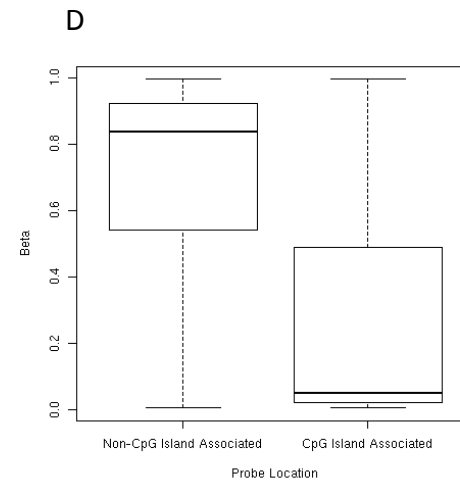 D
Beta
1.0
0.8
0.6
0.4
0.2
0.0
Non-CpG Island Associated
CpG Island Associated
Probe Location